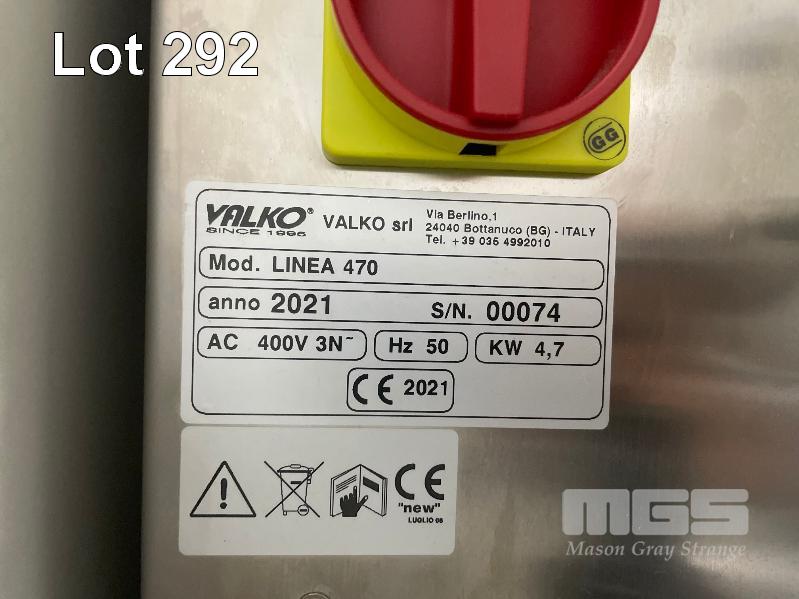 Lot 292
GG
VALKO®
SINCE 1995
VALKO srl
Via Berlino,1
24040 Bottanuco (BG) - ITALY
Tel. +39 035 4992010
Mod. LINEA 470
anno 2021
S/N. 00074
AC 400V 3N~
Hz 50
KW 4,7
CE 2021
CE
"new"
LUGLIO 06
MGS
Mason Gray Strange